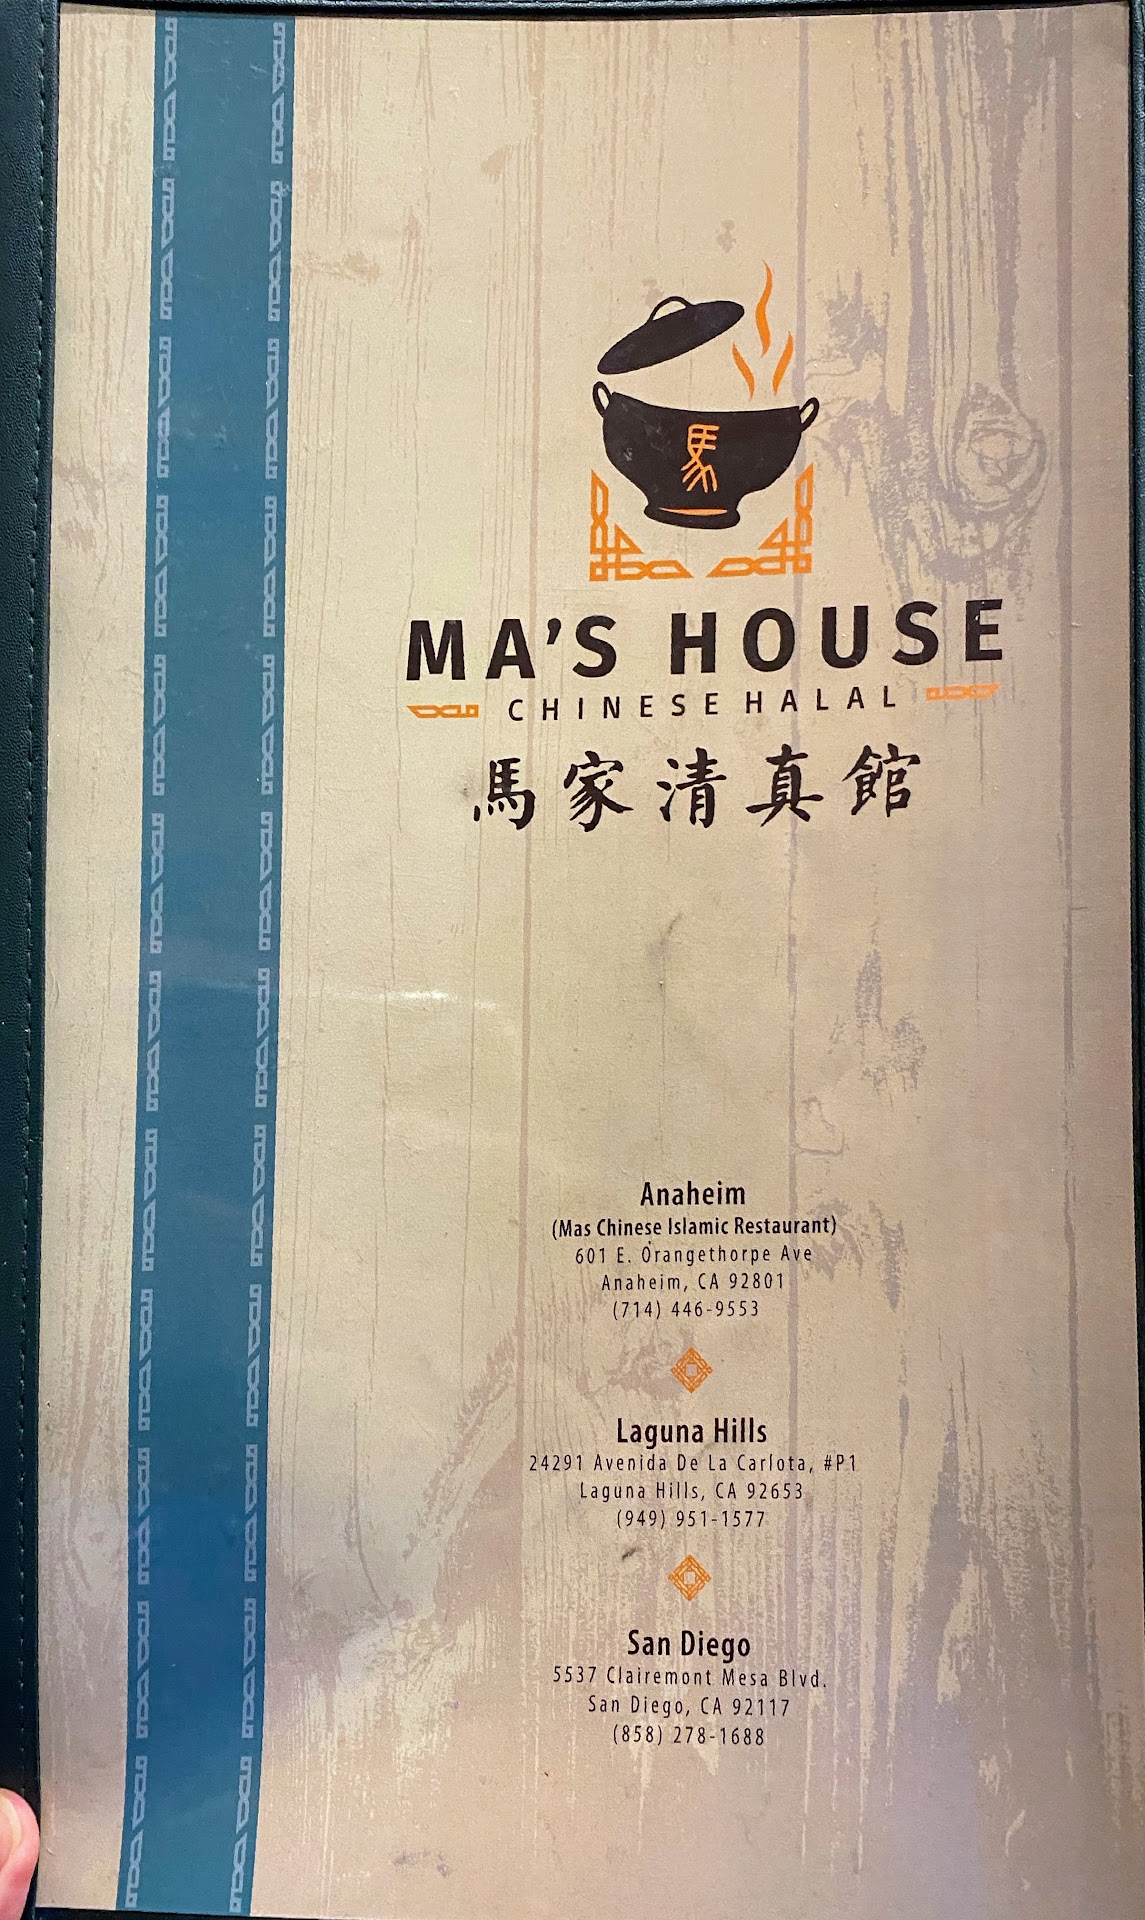 馬
MA'S HOUSE
CHINESE HALAL
馬家清真館
Anaheim
(Mas Chinese Islamic Restaurant)
601 E. Orangethorpe Ave
Anaheim, CA 92801
(714) 446-9553
Laguna Hills
24291 Avenida De La Carlota, #P1
Laguna Hills, CA 92653
(949) 951-1577
San Diego
5537 Clairemont Mesa Blvd.
San Diego, CA 92117
(858) 278-1688